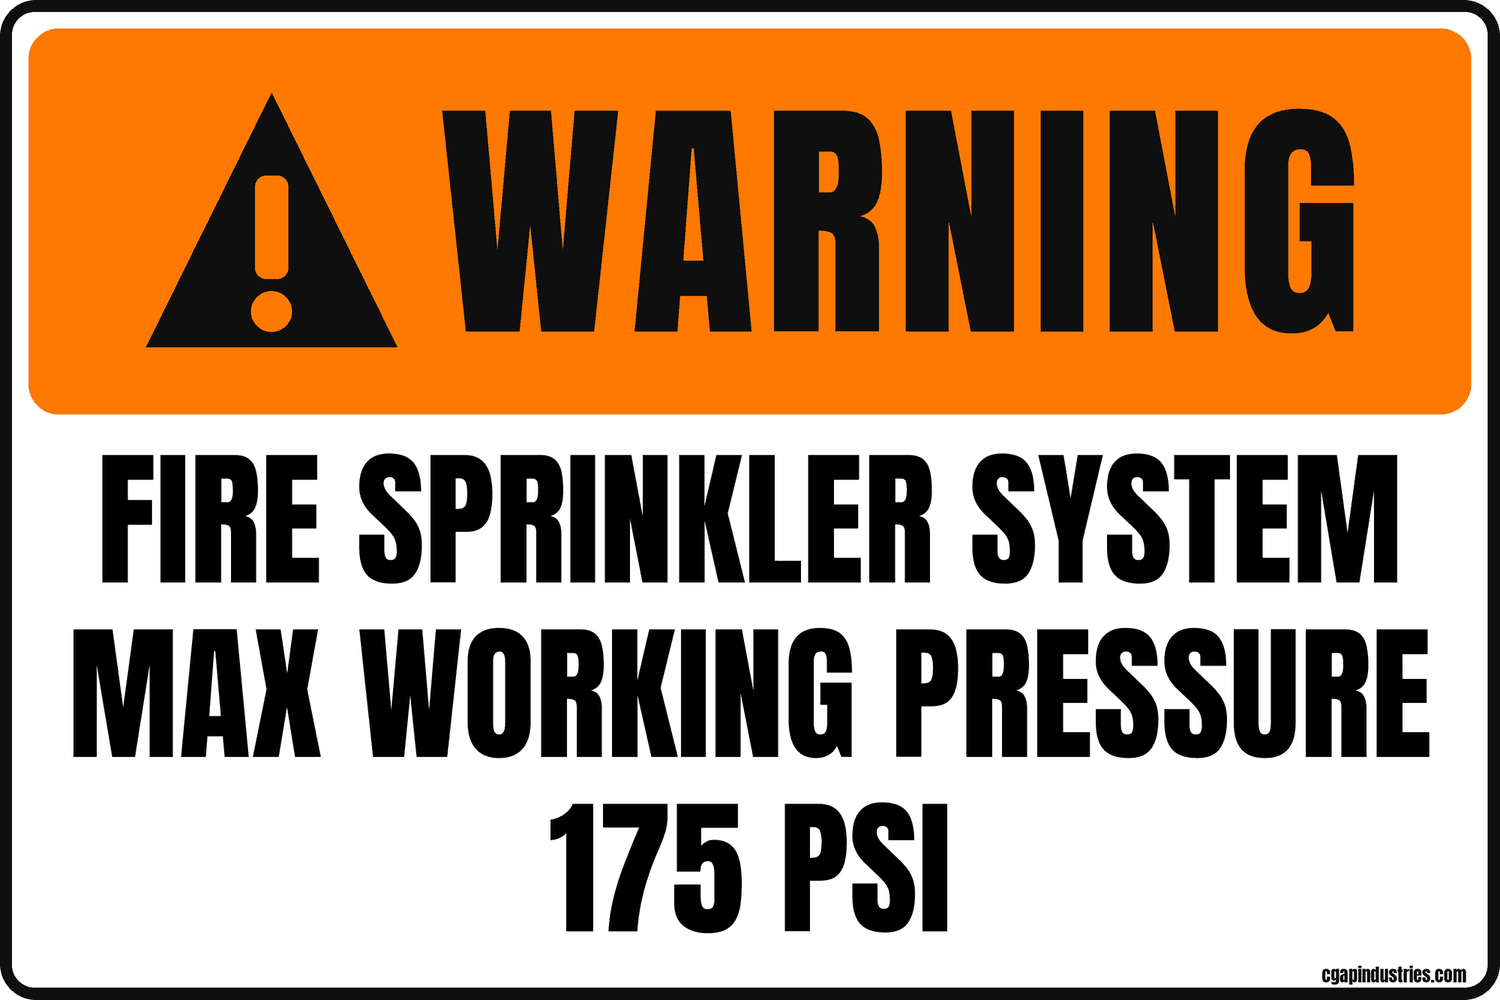 WARNING
FIRE SPRINKLER SYSTEM
MAX WORKING PRESSURE
175 PSI
cgapindustries.com